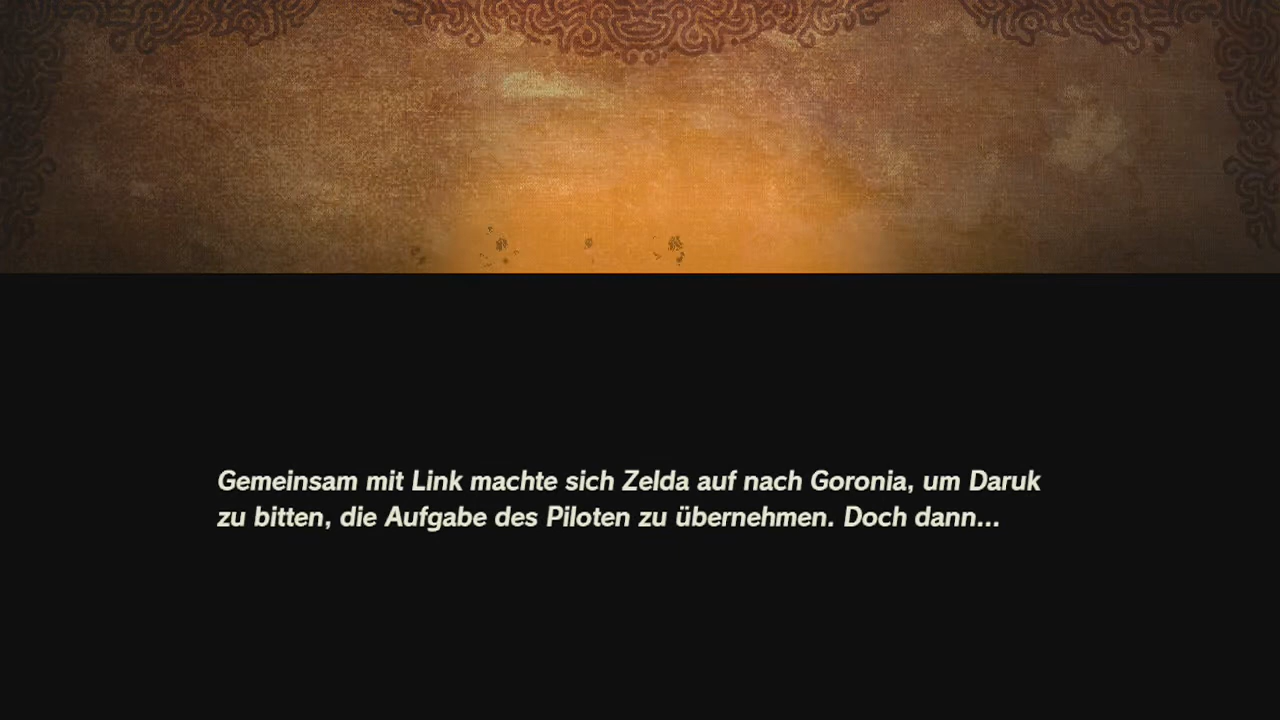 Gemeinsam mit Link machte sich Zelda auf nach Goronia, um Daruk
zu bitten, die Aufgabe des Piloten zu übernehmen. Doch dann...